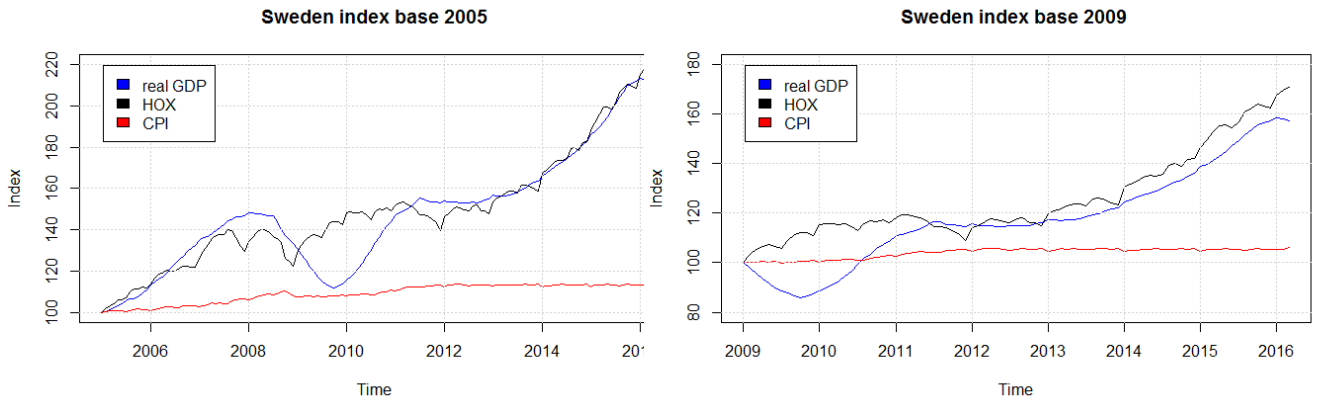 Sweden index base 2005
Index
220
200
180
160
140
120
100
real GDP
HOX
CPI
2006 2008 2010 2012 2014 201
Time
Sweden index base 2009
Index
180
160
140
120
100
80
real GDP
HOX
CPI
2009 2010 2011 2012 2013 2014 2015 2016
Time